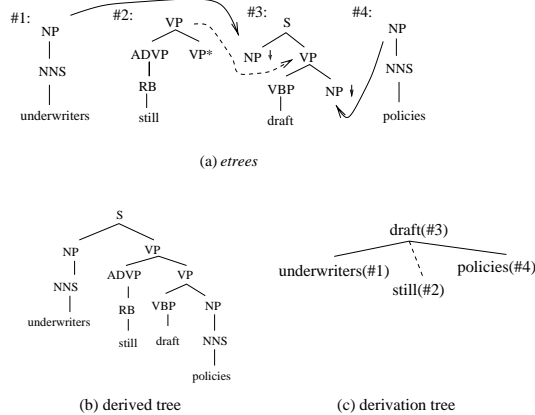 #1: #2: #3: #4:
NP VP S NP
ADVP VP* NP VP NNS
NNS RB VBP NP
underwriters still draft policies
(a) etrees
S
NP VP
NNS ADVP VP
underwriters RB VBP NP
still draft NNS
policies
(b) derived tree
draft(#3)
underwriters(#1) policies(#4)
still(#2)
(c) derivation tree